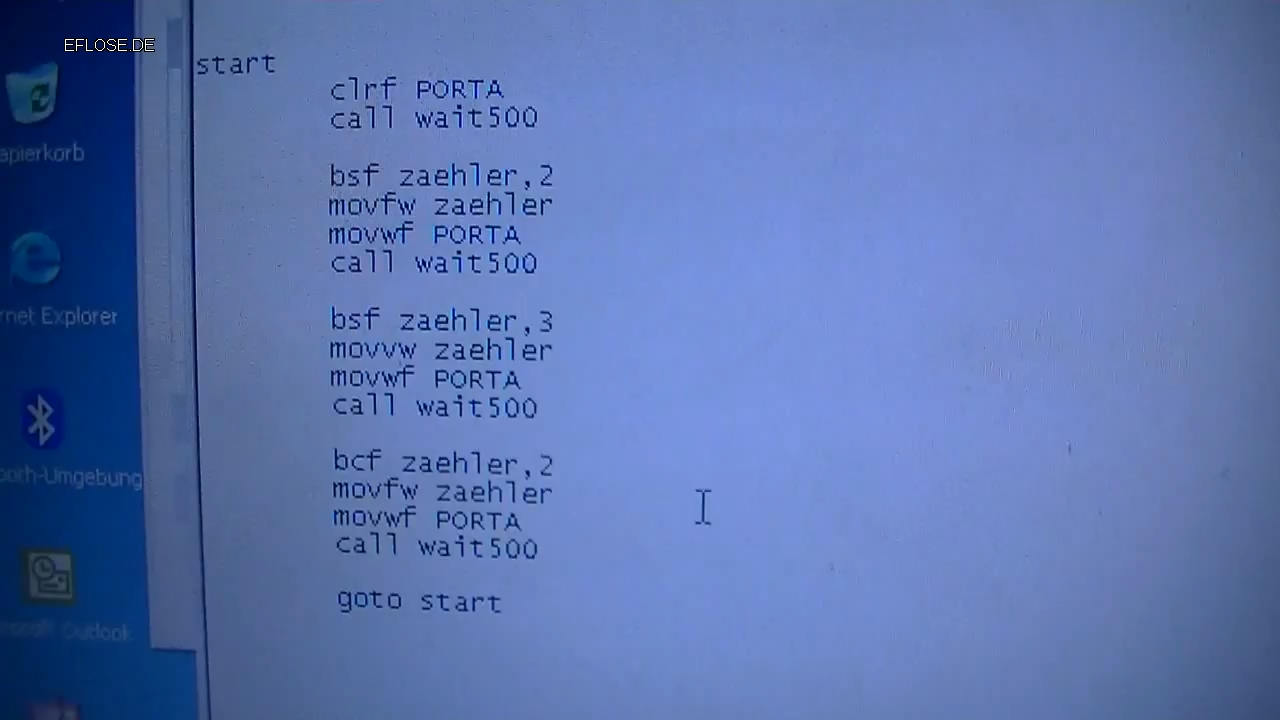 EFLOSE.DE
start
clrf PORTA
call wait500
bsf zaehler,2
movfw zaehler
movwf PORTA
call wait500
bsf zaehler,3
movvw zaehler
movwf PORTA
call wait500
bcf zaehler,2
movfw zaehler
movwf PORTA
call wait500
goto start
apierkorb
rnet Explorer
ooth-Umgebung
Outlook